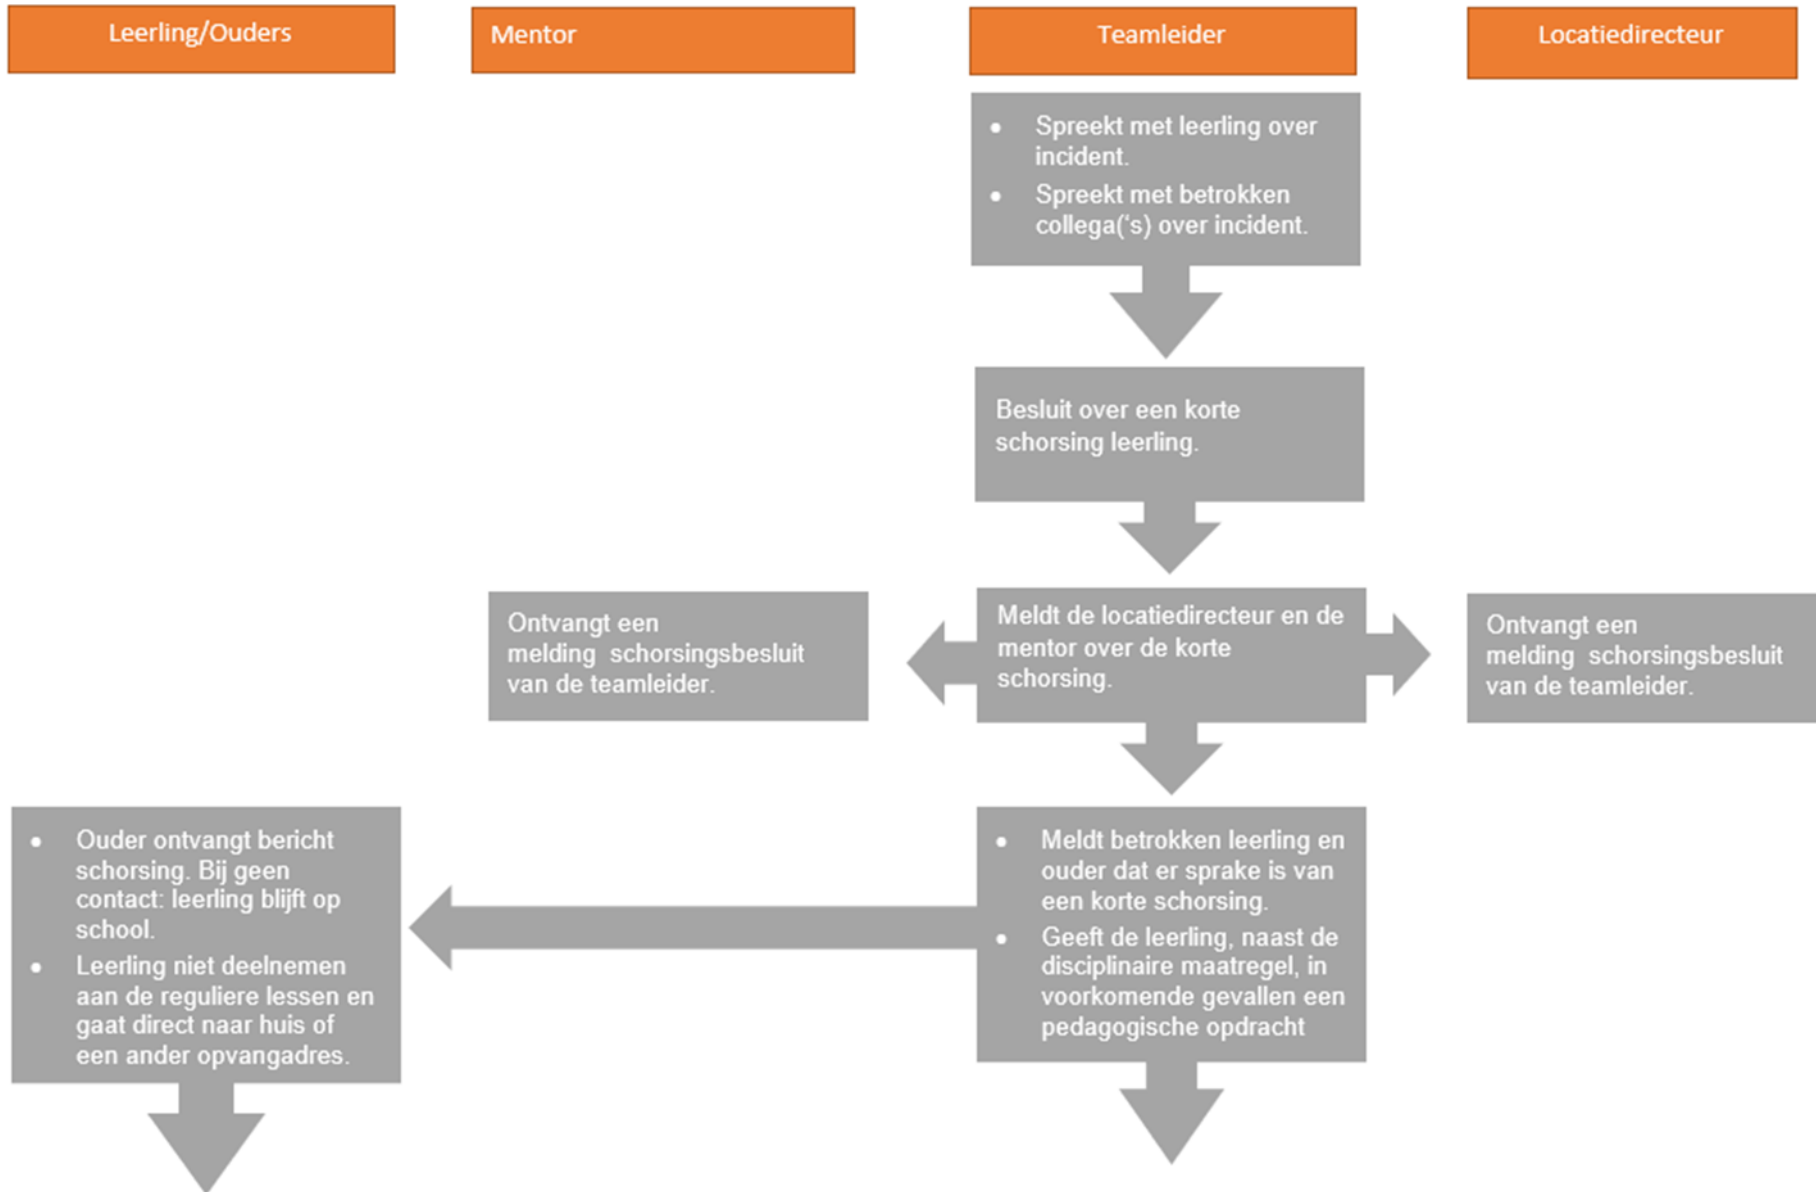 Leerling/Ouders
Mentor
Teamleider
Locatiedirecteur
• Spreekt met leerling over
incident.
• Spreekt met betrokken
collega(‘s) over incident.
Besluit over een korte
schorsing leerling.
Ontvangt een
melding schorsingsbesluit
van de teamleider.
Meldt de locatiedirecteur en de
mentor over de korte
schorsing.
Ontvangt een
melding schorsingsbesluit
van de teamleider.
• Ouder ontvangt bericht
schorsing. Bij geen
contact: leerling blijft op
school.
• Leerling niet deelnemen
aan de reguliere lessen en
gaat direct naar huis of
een ander opvangadres.
• Meldt betrokken leerling en
ouder dat er sprake is van
een korte schorsing.
• Geeft de leerling, naast de
disciplinaire maatregel, in
voorkomende gevallen een
pedagogische opdracht